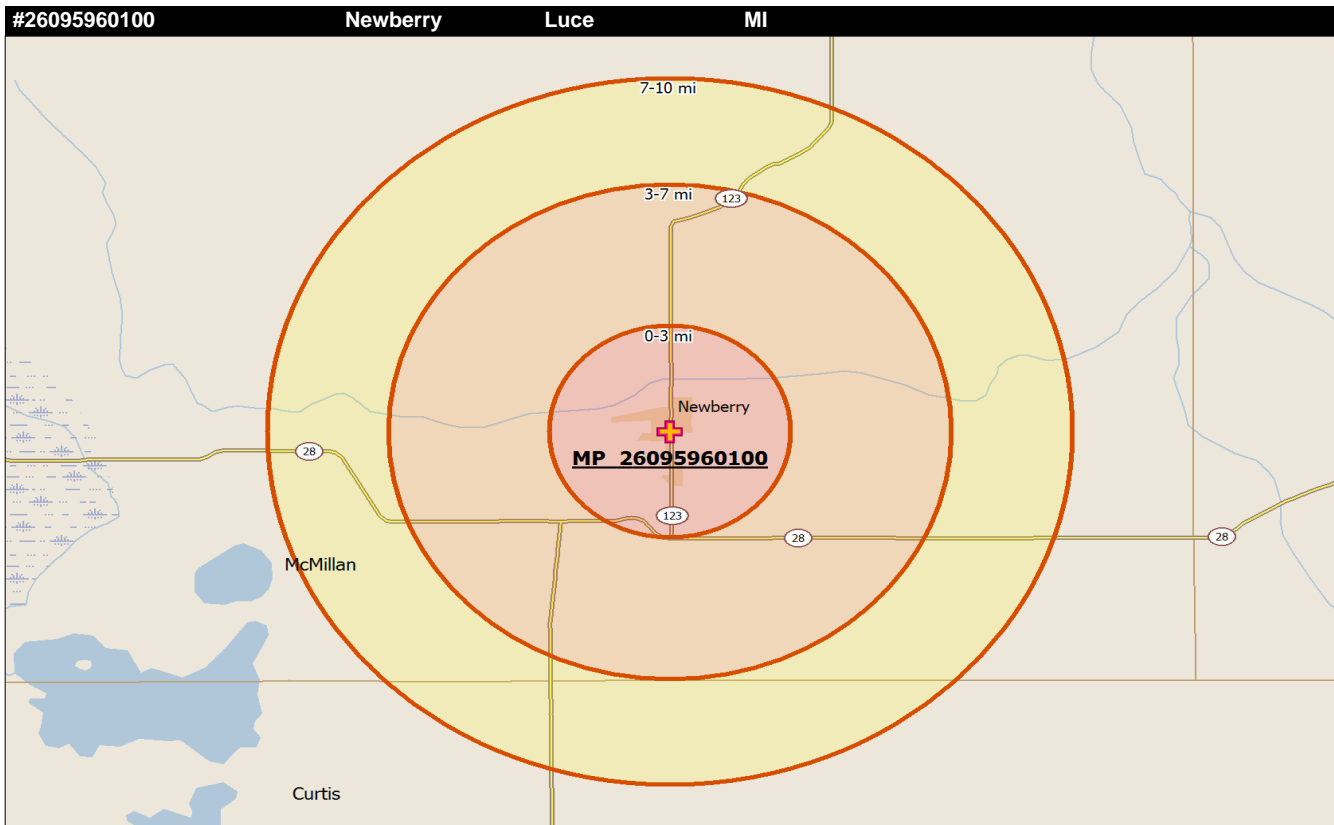 #26095960100 Newberry Luce MI
7-10 mi
3-7 mi
123
0-3 mi
Newberry
28
MP 26095960100
123
28
28
McMillan
Curtis